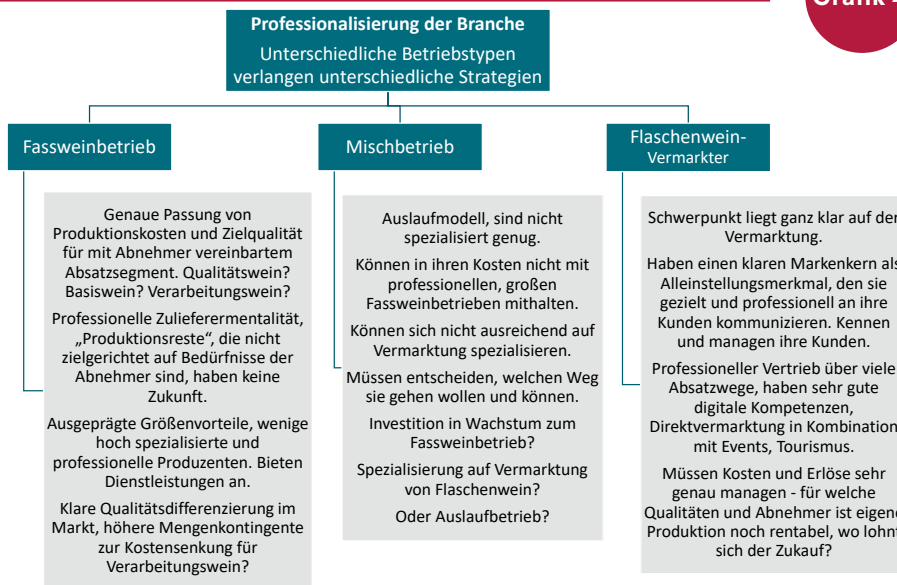 Grafik
Professionalisierung der Branche
Unterschiedliche Betriebstypen
verlangen unterschiedliche Strategien
Fassweinbetrieb
Genaue Passung von
Produktionskosten und Zielqualität
für mit Abnehmer vereinbartem
Absatzsegment. Qualitätswein?
Basiswein? Verarbeitungswein?
Professionelle Zulieferermentalität,
„Produktionsreste", die nicht
zielgerichtet auf Bedürfnisse der
Abnehmer sind, haben keine
Zukunft.
Ausgeprägte Größenvorteile, wenige
hoch spezialisierte und
professionelle Produzenten. Bieten
Dienstleistungen an.
Klare Qualitätsdifferenzierung im
Markt, höhere Mengenkontingente
zur Kostensenkung für
Verarbeitungswein?
Mischbetrieb
Auslaufmodell, sind nicht
spezialisiert genug.
Können in ihren Kosten nicht mit
professionellen, großen
Fassweinbetrieben mithalten.
Können sich nicht ausreichend auf
Vermarktung spezialisieren.
Müssen entscheiden, welchen Weg
sie gehen wollen und können.
Investition in Wachstum zum
Fassweinbetrieb?
Spezialisierung auf Vermarktung
von Flaschenwein?
Oder Auslaufbetrieb?
Flaschenwein-
Vermarkter
Schwerpunkt liegt ganz klar auf der
Vermarktung.
Haben einen klaren Markenkern als
Alleinstellungsmerkmal, den sie
gezielt und professionell an ihre
Kunden kommunizieren. Kennen
und managen ihre Kunden.
Professioneller Vertrieb über viele
Absatzwege, haben sehr gute
digitale Kompetenzen,
Direktvermarktung in Kombination
mit Events, Tourismus.
Müssen Kosten und Erlöse sehr
genau managen - für welche
Qualitäten und Abnehmer ist eigene
Produktion noch rentabel, wo lohnt
sich der Zukauf?